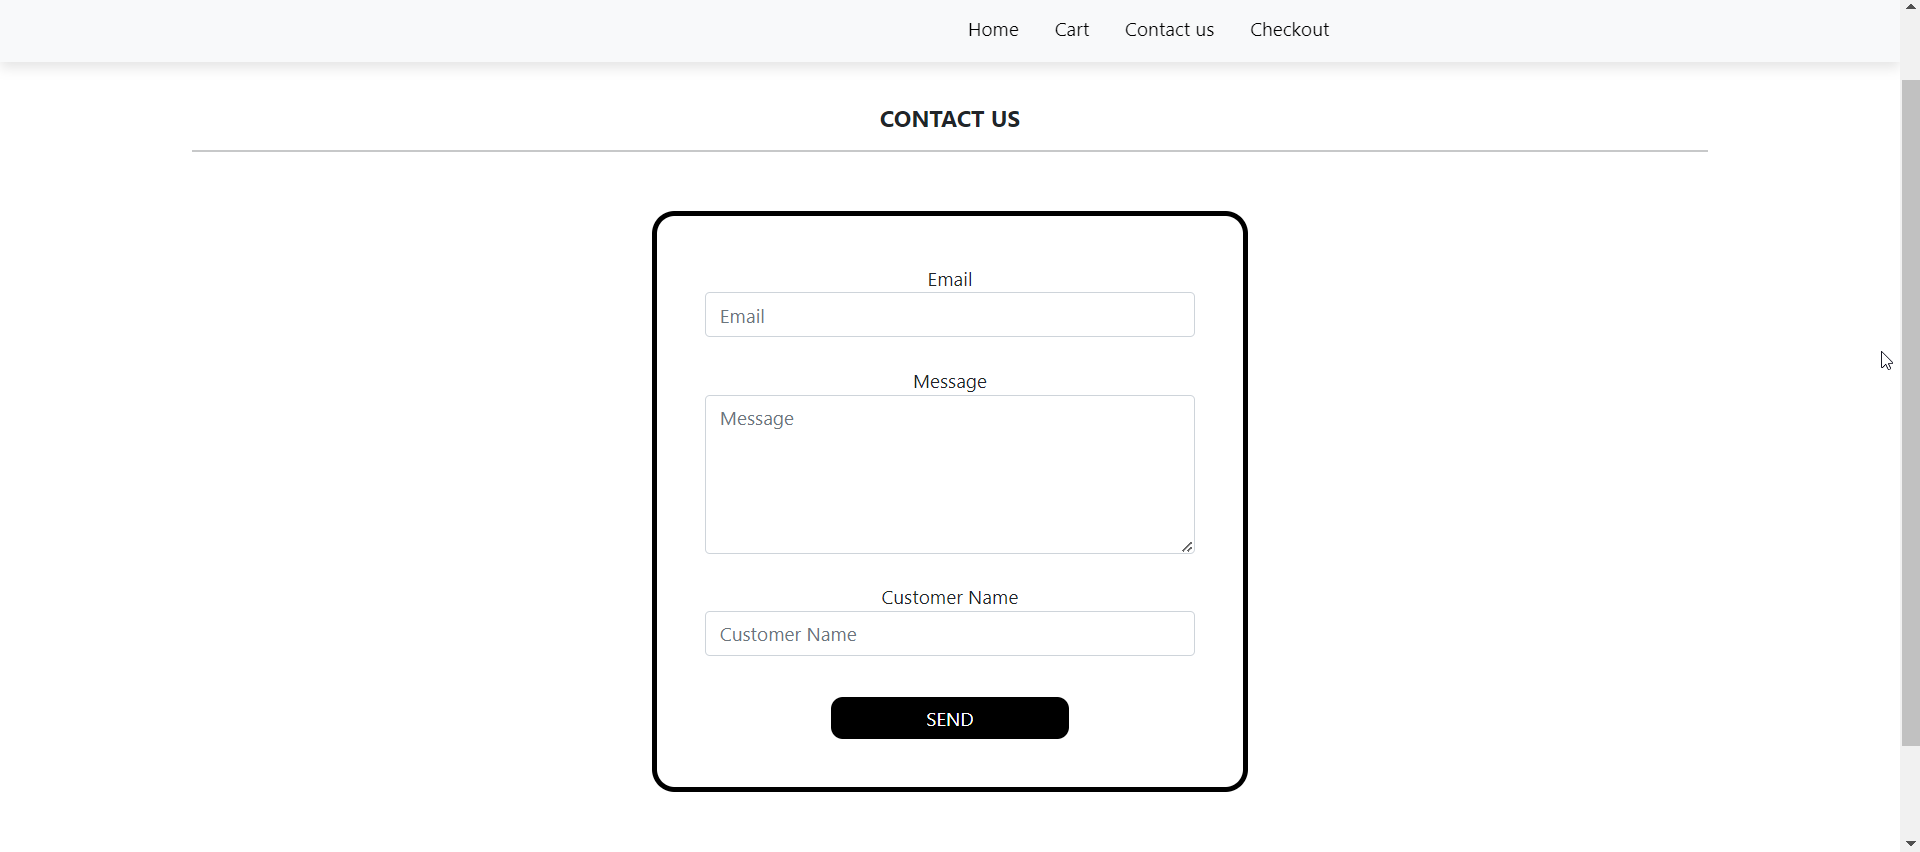 Home Cart Contact us Checkout
CONTACT US
Email
Email
Message
Message
Customer Name
Customer Name
SEND